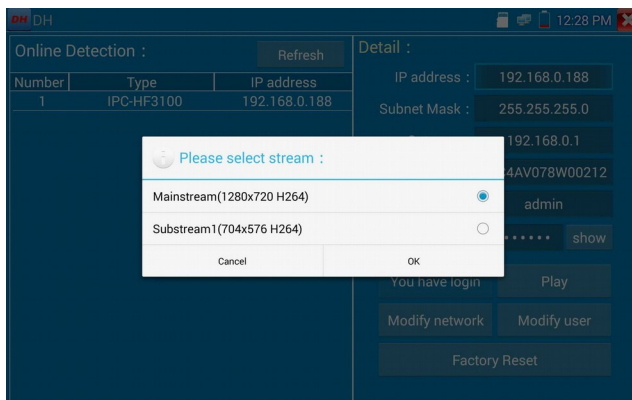 DH DH 12:28 PM
Online Detection : Refresh
Number Type IP address
1 IPC-HF3100 192.168.0.188
Detail :
IP address : 192.168.0.188
Subnet Mask : 255.255.255.0
192.168.0.1
4AV078W00212
admin
show
You have login Play
Modify network Modify user
Factory Reset
Please select stream :
Mainstream(1280x720 H264)
Substream1(704x576 H264)
Cancel OK